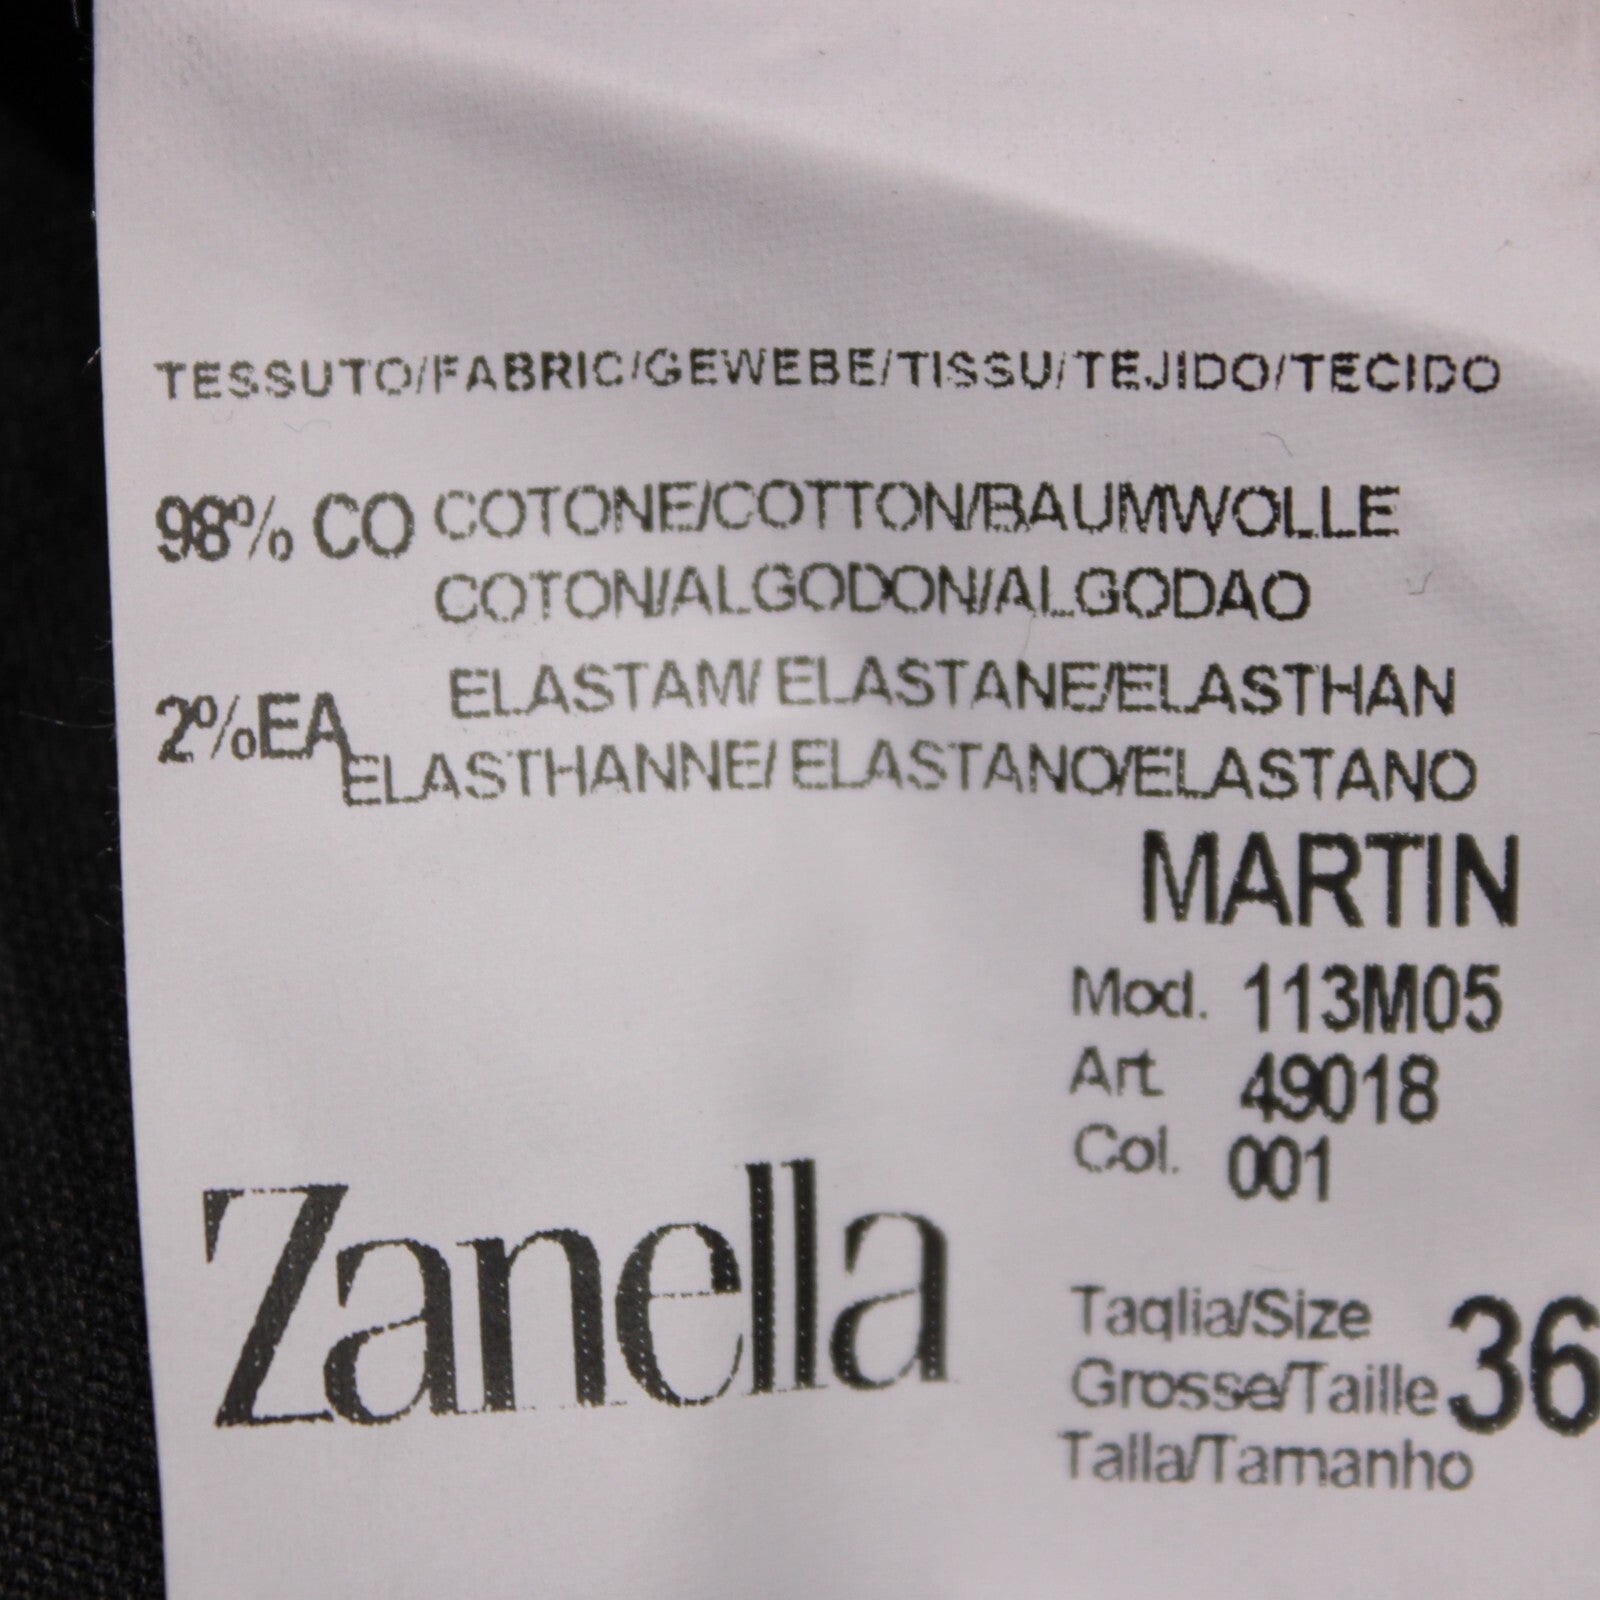 TESSUTO/FABRIC/GEWEBE/TISSU/TEJIDO/TECIDO
98% CO COTONE/COTTON/BAUMWOLLE
COTON/ALGODON/ALGODAO
2%EA ELASTAM/ ELASTANE/ELASTHAN
ELASTHANNE/ ELASTANO/ELASTANO
MARTIN
Mod. 113M05
Art. 49018
Col. 001
Zanella
Taglia/Size
Grosse/Taille 36
Talla/Tamanho